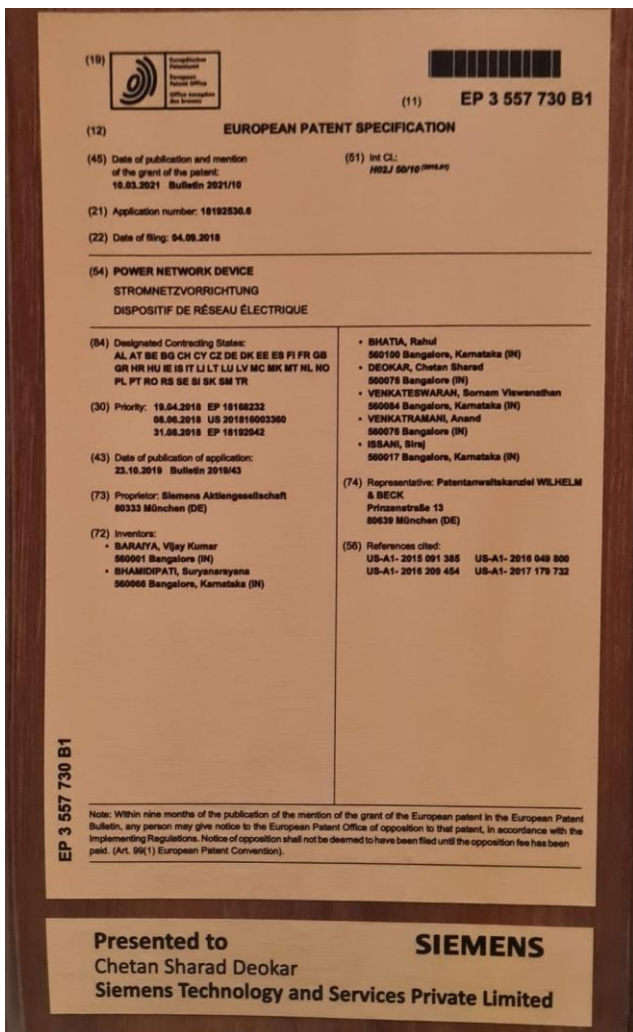 (19)
Europäisches
Patentamt
European
Patent Office
Office européen
des brevets
(11) EP 3 557 730 B1
(12) EUROPEAN PATENT SPECIFICATION
(45) Date of publication and mention
of the grant of the patent:
10.03.2021 Bulletin 2021/10
(51) Int Cl.:
H02J 50/10 (2016.01)
(21) Application number: 18192530.6
(22) Date of filing: 04.09.2018
(54) POWER NETWORK DEVICE
STROMNETZVORRICHTUNG
DISPOSITIF DE RÉSEAU ÉLECTRIQUE
(84) Designated Contracting States:
AL AT BE BG CH CY CZ DE DK EE ES FI FR GB
GR HR HU IE IS IT LI LT LU LV MC MK MT NL NO
PL PT RO RS SE SI SK SM TR
(30) Priority: 19.04.2018 EP 18168232
08.06.2018 US 201816003360
31.08.2018 EP 18192042
(43) Date of publication of application:
23.10.2019 Bulletin 2019/43
(73) Proprietor: Siemens Aktiengesellschaft
80333 München (DE)
(72) Inventors:
• BARAIYA, Vijay Kumar
560001 Bangalore (IN)
• BHAMIDIPATI, Suryanarayana
560066 Bangalore, Karnataka (IN)
• BHATIA, Rahul
560100 Bangalore, Karnataka (IN)
• DEOKAR, Chetan Sharad
560076 Bangalore (IN)
• VENKATESWARAN, Sornam Viswanathan
560084 Bangalore, Karnataka (IN)
• VENKATRAMANI, Anand
560076 Bangalore (IN)
• ISSANI, Siraj
560017 Bangalore, Karnataka (IN)
(74) Representative: Patentanwaltskanzlei WILHELM
& BECK
Prinzenstraße 13
80639 München (DE)
(56) References cited:
US-A1- 2015 091 385 US-A1- 2016 049 800
US-A1- 2016 209 454 US-A1- 2017 179 732
EP 3 557 730 B1
Note: Within nine months of the publication of the mention of the grant of the European patent in the European Patent
Bulletin, any person may give notice to the European Patent Office of opposition to that patent, in accordance with the
Implementing Regulations. Notice of opposition shall not be deemed to have been filed until the opposition fee has been
paid. (Art. 99(1) European Patent Convention).
Presented to SIEMENS
Chetan Sharad Deokar
Siemens Technology and Services Private Limited